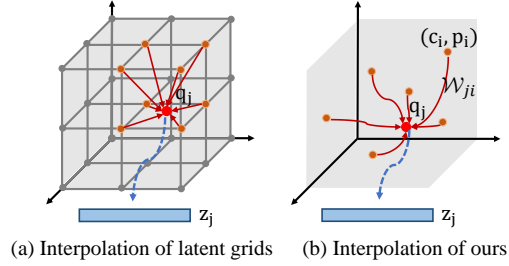 (cᵢ, pᵢ)
qⱼ
𝒲ⱼᵢ
qⱼ
zⱼ
zⱼ
(a) Interpolation of latent grids
(b) Interpolation of ours